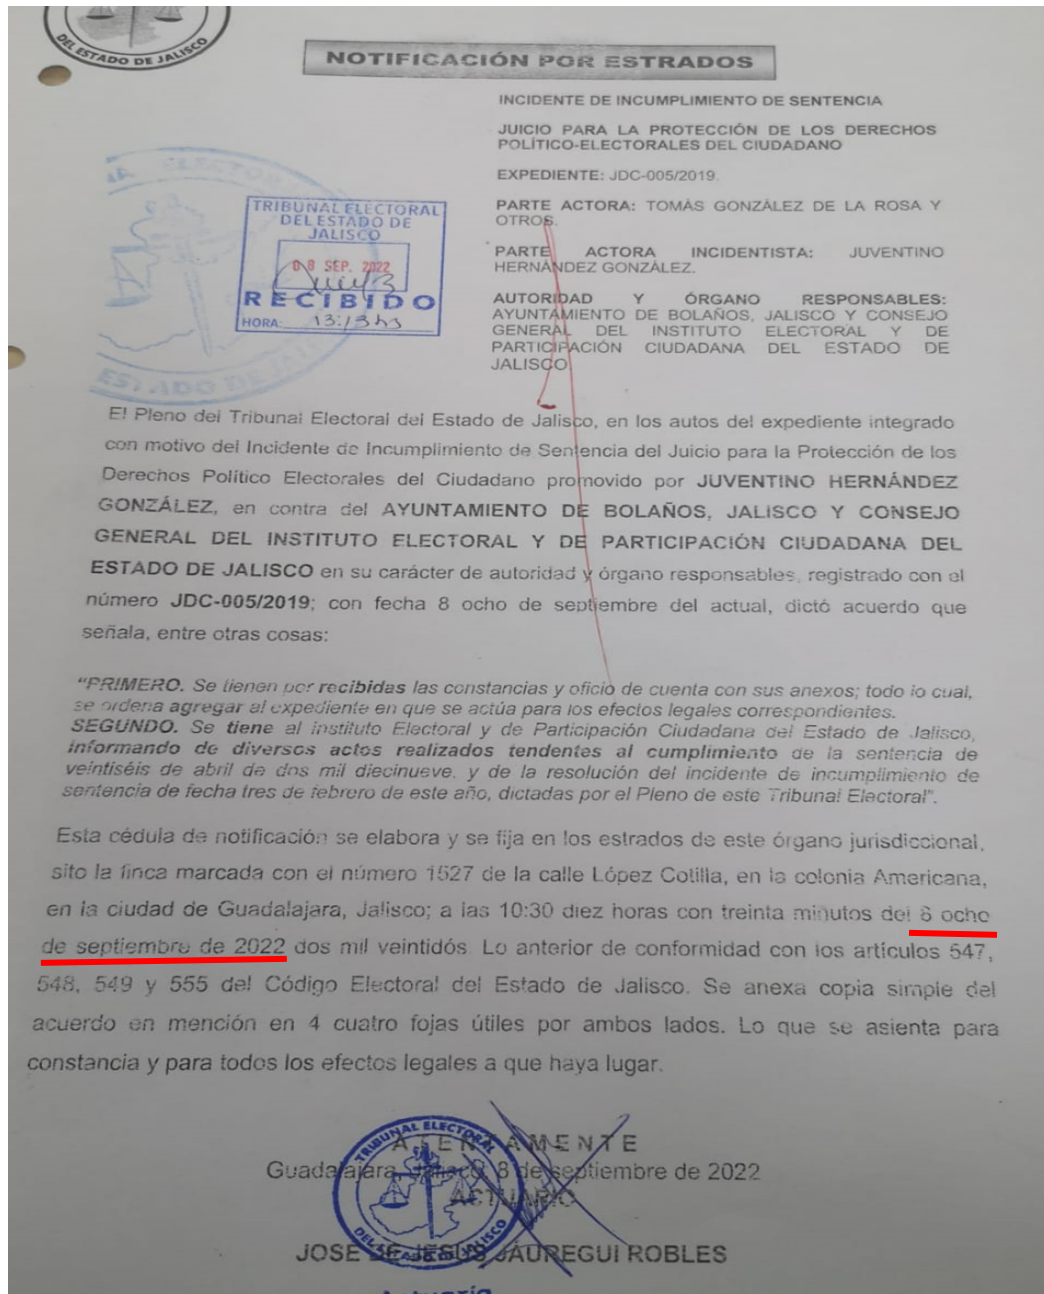 DEL ESTADO DE JALISCO
NOTIFICACIÓN POR ESTRADOS
INCIDENTE DE INCUMPLIMIENTO DE SENTENCIA
JUICIO PARA LA PROTECCIÓN DE LOS DERECHOS
POLÍTICO-ELECTORALES DEL CIUDADANO
EXPEDIENTE: JDC-005/2019.
PARTE ACTORA: TOMÁS GONZÁLEZ DE LA ROSA Y
OTROS.
PARTE ACTORA INCIDENTISTA: JUVENTINO
HERNÁNDEZ GONZÁLEZ.
AUTORIDAD Y ÓRGANO RESPONSABLES:
AYUNTAMIENTO DE BOLAÑOS, JALISCO Y CONSEJO
GENERAL DEL INSTITUTO ELECTORAL Y DE
PARTICIPACIÓN CIUDADANA DEL ESTADO DE
JALISCO.
TRIBUNAL ELECTORAL
DEL ESTADO DE
JALISCO
08 SEP. 2022
RECIBIDO
HORA: 13:13 hs
El Pleno del Tribunal Electoral del Estado de Jalisco, en los autos del expediente integrado
con motivo del Incidente de Incumplimiento de Sentencia del Juicio para la Protección de los
Derechos Político Electorales del Ciudadano promovido por JUVENTINO HERNÁNDEZ
GONZÁLEZ, en contra del AYUNTAMIENTO DE BOLAÑOS, JALISCO Y CONSEJO
GENERAL DEL INSTITUTO ELECTORAL Y DE PARTICIPACIÓN CIUDADANA DEL
ESTADO DE JALISCO en su carácter de autoridad y órgano responsables, registrado con el
número JDC-005/2019; con fecha 8 ocho de septiembre del actual, dictó acuerdo que
señala, entre otras cosas:
"PRIMERO. Se tienen por recibidas las constancias y oficio de cuenta con sus anexos; todo lo cual,
se ordena agregar al expediente en que se actúa para los efectos legales correspondientes.
SEGUNDO. Se tiene al instituto Electoral y de Participación Ciudadana del Estado de Jalisco,
informando de diversos actos realizados tendentes al cumplimiento de la sentencia de
veintiséis de abril de dos mil diecinueve, y de la resolución del incidente de incumplimiento de
sentencia de fecha tres de febrero de este año, dictadas por el Pleno de este Tribunal Electoral".
Esta cédula de notificación se elabora y se fija en los estrados de este órgano jurisdiccional,
sito la finca marcada con el número 1527 de la calle López Cotilla, en la colonia Americana,
en la ciudad de Guadalajara, Jalisco; a las 10:30 diez horas con treinta minutos del 8 ocho
de septiembre de 2022 dos mil veintidós. Lo anterior de conformidad con los artículos 547,
548, 549 y 555 del Código Electoral del Estado de Jalisco. Se anexa copia simple del
acuerdo en mención en 4 cuatro fojas útiles por ambos lados. Lo que se asienta para
constancia y para todos los efectos legales a que haya lugar.
ATENTAMENTE
Guadalajara, Jalisco, 8 de septiembre de 2022
ACTUARIO
JOSE DE JESUS JÁUREGUI ROBLES
TRIBUNAL ELECTORAL
DEL ESTADO DE JALISCO
Actuaría